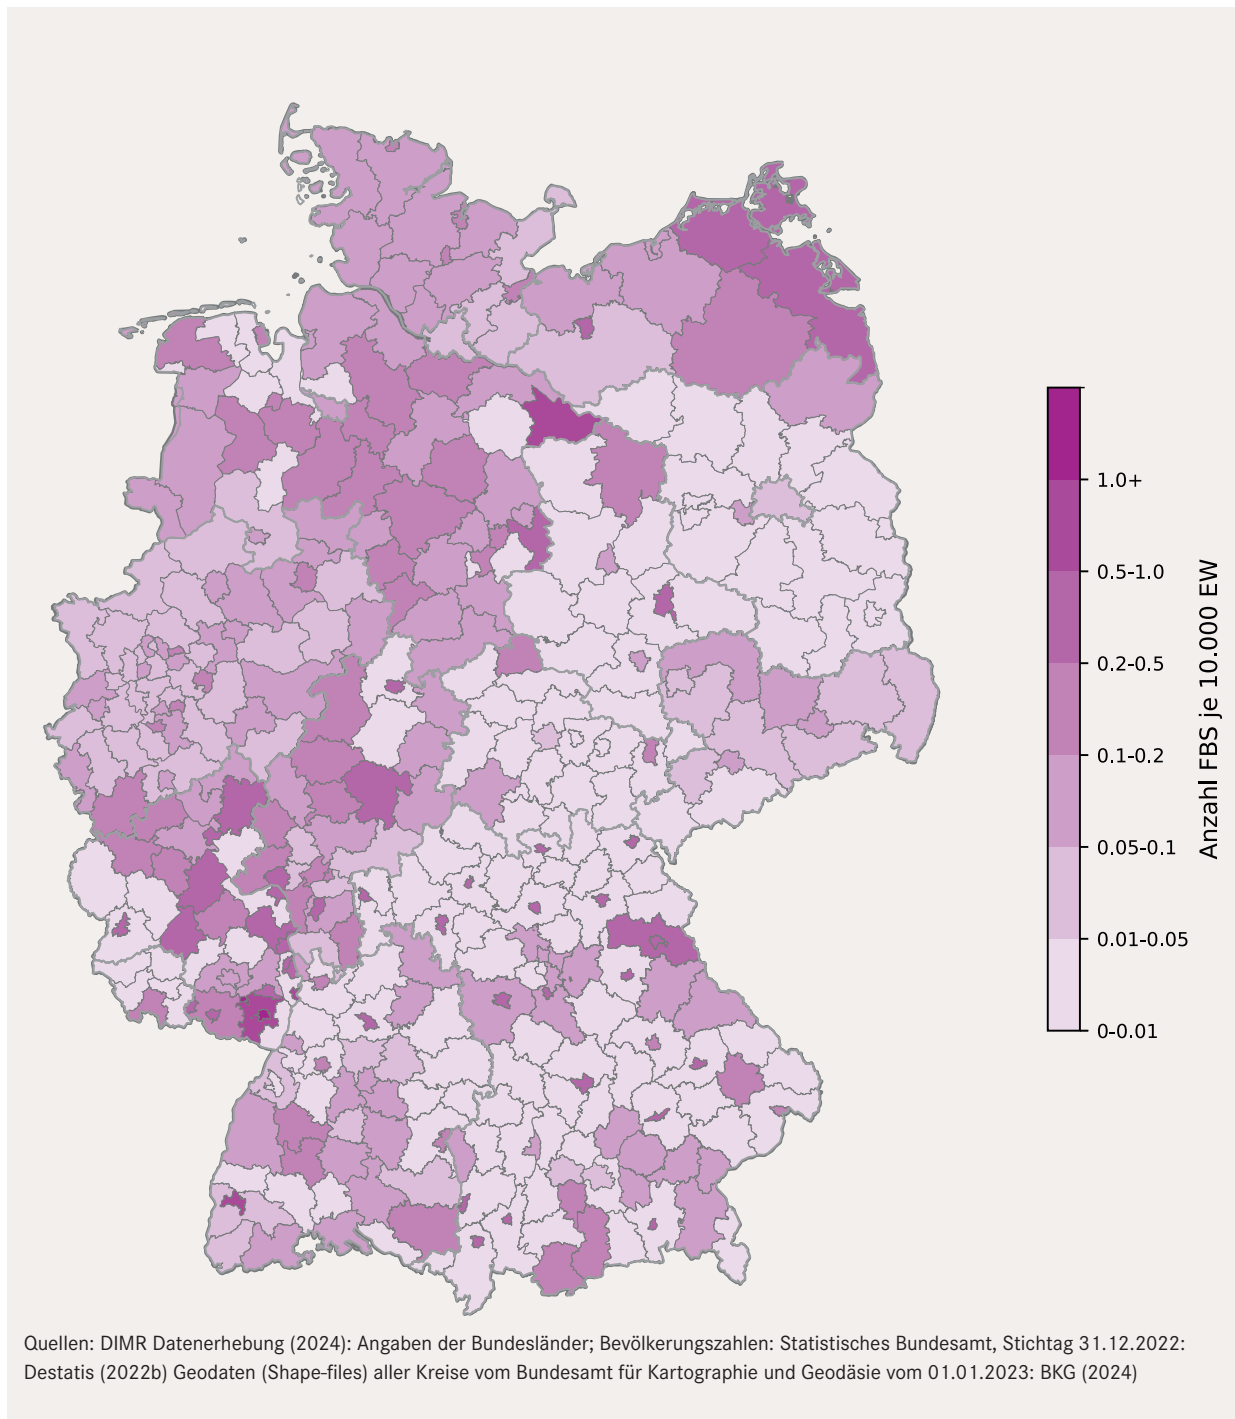 1.0+
0.5-1.0
0.2-0.5
0.1-0.2
0.05-0.1
0.01-0.05
0-0.01
Anzahl FBS je 10.000 EW
Quellen: DIMR Datenerhebung (2024): Angaben der Bundesländer; Bevölkerungszahlen: Statistisches Bundesamt, Stichtag 31.12.2022:
Destatis (2022b) Geodaten (Shape-files) aller Kreise vom Bundesamt für Kartographie und Geodäsie vom 01.01.2023: BKG (2024)